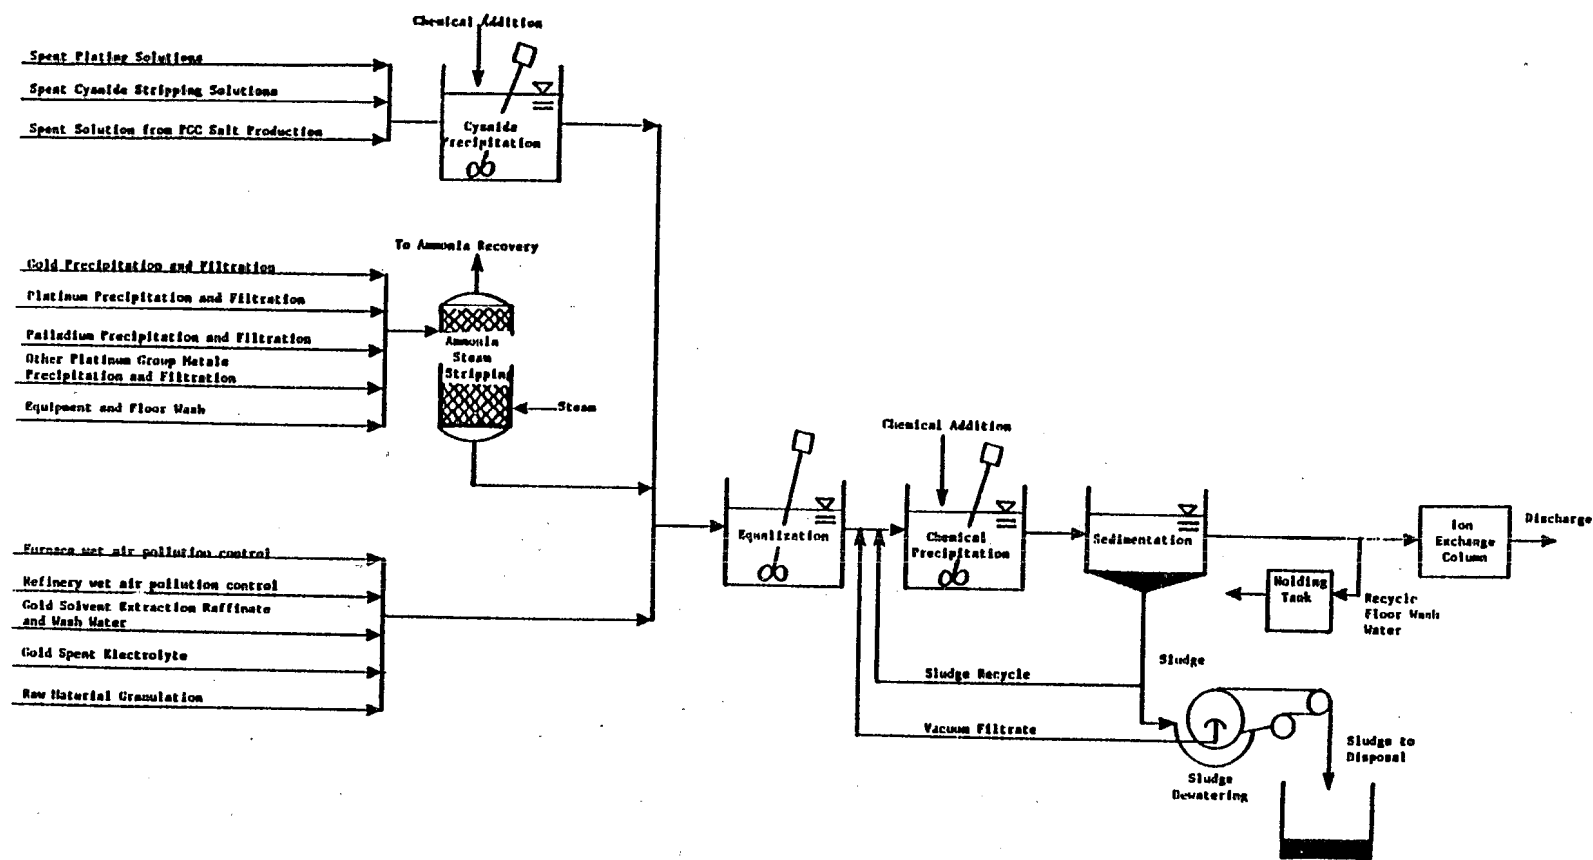 Chemical Addition
Spent Plating Solutions
Spent Cyanide Stripping Solutions
Spent Solution from PGC Salt Production
Cyanide
Precipitation
To Ammonia Recovery
Gold Precipitation and Filtration
Platinum Precipitation and Filtration
Palladium Precipitation and Filtration
Other Platinum Group Metals
Precipitation and Filtration
Equipment and Floor Wash
Ammonia
Steam
Stripping
Steam
Furnace wet air pollution control
Refinery wet air pollution control
Gold Solvent Extraction Raffinate
and Wash Water
Gold Spent Electrolyte
Raw Material Granulation
Equalization
Chemical Addition
Chemical
Precipitation
Sedimentation
Ion
Exchange
Column
Discharge
Holding
Tank
Recycle
Floor Wash
Water
Sludge
Sludge Recycle
Vacuum Filtrate
Sludge
Dewatering
Sludge to
Disposal